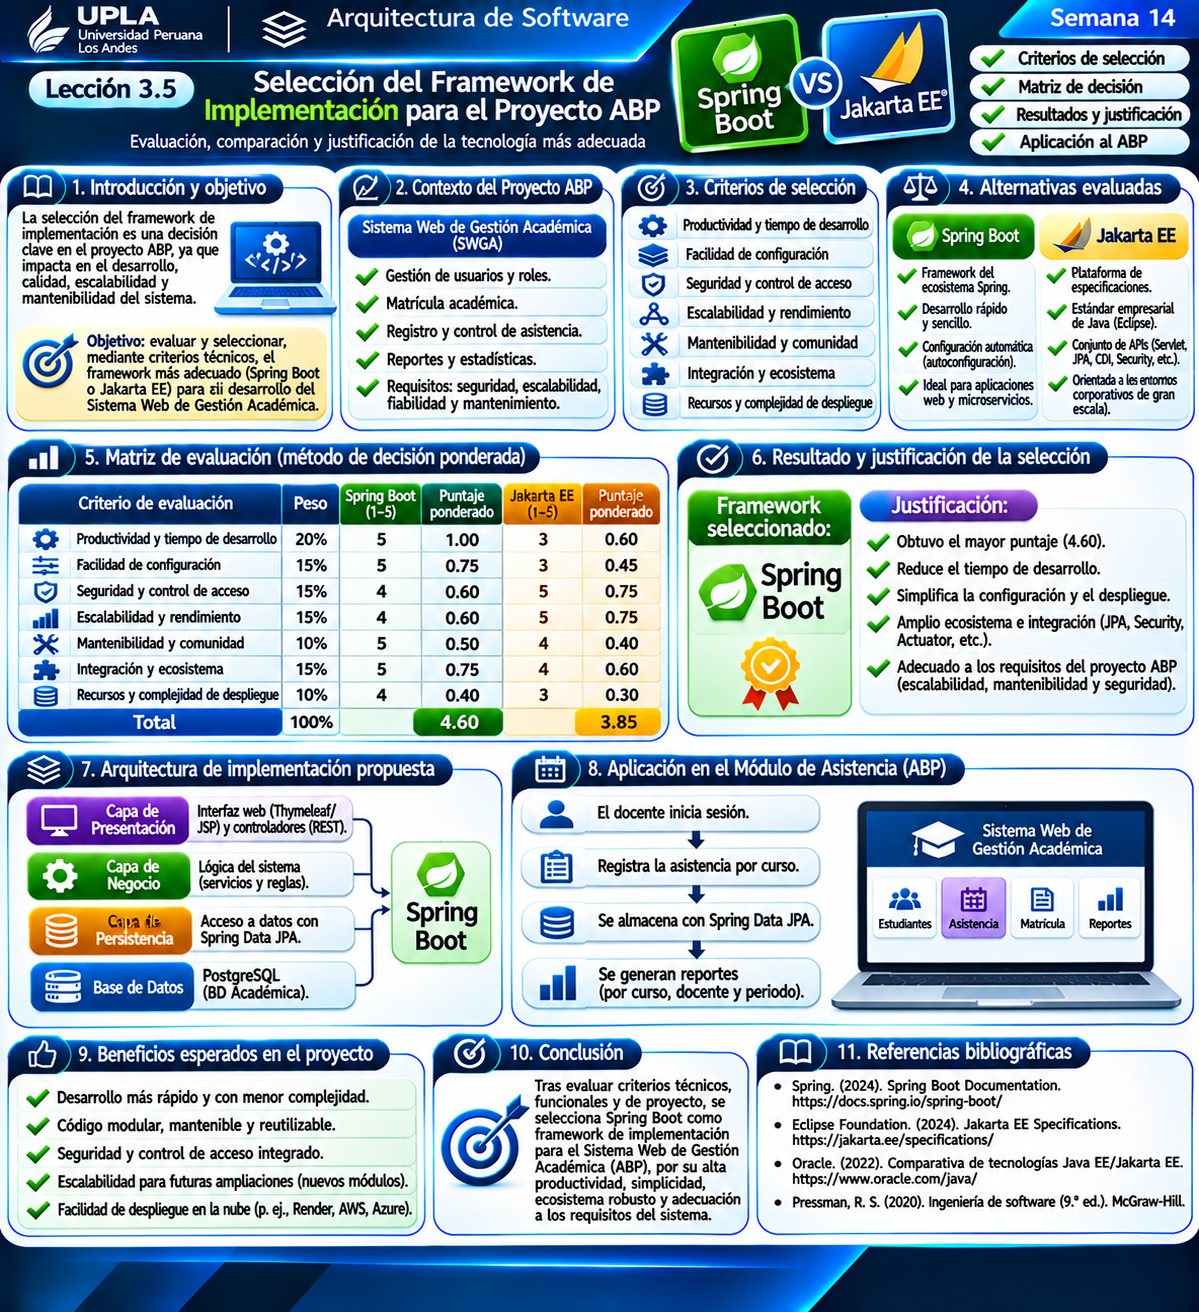 UPLA
Universidad Peruana
Los Andes
Arquitectura de Software
Semana 14
Lección 3.5
Selección del Framework de
Implementación para el Proyecto ABP
Evaluación, comparación y justificación de la tecnología más adecuada
Spring
Boot
VS
Jakarta EE®
Criterios de selección
Matriz de decisión
Resultados y justificación
Aplicación al ABP
1. Introducción y objetivo
La selección del framework de
implementación es una decisión
clave en el proyecto ABP, ya que
impacta en el desarrollo,
calidad, escalabilidad y
mantenibilidad del sistema.
</>
Objetivo: evaluar y seleccionar,
mediante criterios técnicos, el
framework más adecuado (Spring Boot
o Jakarta EE) para desarrollo del
Sistema Web de Gestión Académica.
2. Contexto del Proyecto ABP
Sistema Web de Gestión Académica
(SWGA)
Gestión de usuarios y roles.
Matrícula académica.
Registro y control de asistencia.
Reportes y estadísticas.
Requisitos: seguridad, escalabilidad,
fiabilidad y mantenimiento.
3. Criterios de selección
Productividad y tiempo de desarrollo
Facilidad de configuración
Seguridad y control de acceso
Escalabilidad y rendimiento
Mantenibilidad y comunidad
Integración y ecosistema
Recursos y complejidad de despliegue
4. Alternativas evaluadas
Spring Boot
Framework del
ecosistema Spring.
Desarrollo rápido
y sencillo.
Configuración automática
(autoconfiguración).
Ideal para aplicaciones
web y microservicios.
Jakarta EE
Plataforma de
especificaciones.
Estándar empresarial
de Java (Eclipse).
Conjunto de APIs (Servlet,
JPA, CDI, Security, etc.).
Orientada a les entornos
corporativos de gran
escala).
5. Matriz de evaluación (método de decisión ponderada)
Criterio de evaluación Peso Spring Boot (1-5) Puntaje ponderado Jakarta EE (1-5) Puntaje ponderado
Productividad y tiempo de desarrollo 20% 5 1.00 3 0.60
Facilidad de configuración 15% 5 0.75 3 0.45
Seguridad y control de acceso 15% 4 0.60 5 0.75
Escalabilidad y rendimiento 15% 4 0.60 5 0.75
Mantenibilidad y comunidad 10% 5 0.50 4 0.40
Integración y ecosistema 15% 5 0.75 4 0.60
Recursos y complejidad de despliegue 10% 4 0.40 3 0.30
Total 100% 4.60 3.85
6. Resultado y justificación de la selección
Framework
seleccionado:
Spring
Boot
Justificación:
Obtuvo el mayor puntaje (4.60).
Reduce el tiempo de desarrollo.
Simplifica la configuración y el despliegue.
Amplio ecosistema e integración (JPA, Security,
Actuator, etc.).
Adecuado a los requisitos del proyecto ABP
(escalabilidad, mantenibilidad y seguridad).
7. Arquitectura de implementación propuesta
Capa de
Presentación
Interfaz web (Thymeleaf/
JSP) y controladores (REST).
Capa de
Negocio
Lógica del sistema
(servicios y reglas).
Capa de
Persistencia
Acceso a datos con
Spring Data JPA.
Base de Datos
PostgreSQL
(BD Académica).
Spring
Boot
8. Aplicación en el Módulo de Asistencia (ABP)
El docente inicia sesión.
Registra la asistencia por curso.
Se almacena con Spring Data JPA.
Se generan reportes
(por curso, docente y periodo).
Sistema Web de
Gestión Académica
Estudiantes
Asistencia
Matrícula
Reportes
9. Beneficios esperados en el proyecto
Desarrollo más rápido y con menor complejidad.
Código modular, mantenible y reutilizable.
Seguridad y control de acceso integrado.
Escalabilidad para futuras ampliaciones (nuevos módulos).
Facilidad de despliegue en la nube (p. ej., Render, AWS, Azure).
10. Conclusión
Tras evaluar criterios técnicos,
funcionales y de proyecto, se
selecciona Spring Boot como
framework de implementación
para el Sistema Web de Gestión
Académica (ABP), por su alta
productividad, simplicidad,
ecosistema robusto y adecuación
a los requisitos del sistema.
11. Referencias bibliográficas
• Spring. (2024). Spring Boot Documentation.
https://docs.spring.io/spring-boot/
• Eclipse Foundation. (2024). Jakarta EE Specifications.
https://jakarta.ee/specifications/
• Oracle. (2022). Comparativa de tecnologías Java EE/Jakarta EE.
https://www.oracle.com/java/
• Pressman, R. S. (2020). Ingeniería de software (9.ª ed.). McGraw-Hill.